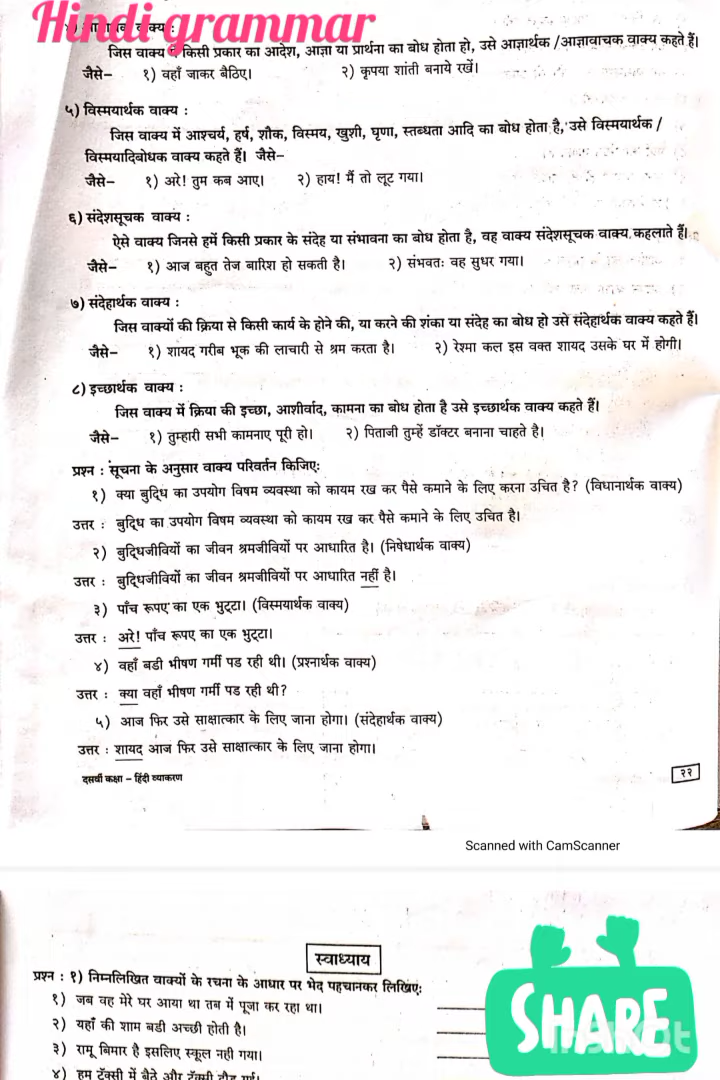 Hindi grammar
जिस वाक्य किसी प्रकार का आदेश, आज्ञा या प्रार्थना का बोध होता हो, उसे आज्ञार्थक /आज्ञावाचक वाक्य कहते हैं।
जैसे– १) वहाँ जाकर बैठिए। २) कृपया शांती बनाये रखें।
५) विस्मयार्थक वाक्य :
जिस वाक्य में आश्चर्य, हर्ष, शौक, विस्मय, खुशी, घृणा, स्तब्धता आदि का बोध होता है, उसे विस्मयार्थक /
विस्मयादिबोधक वाक्य कहते हैं। जैसे–
जैसे– १) अरे! तुम कब आए। २) हाय! मैं तो लूट गया।
६) संदेशसूचक वाक्य :
ऐसे वाक्य जिनसे हमें किसी प्रकार के संदेह या संभावना का बोध होता है, वह वाक्य संदेशसूचक वाक्य कहलाते हैं।
जैसे– १) आज बहुत तेज बारिश हो सकती है। २) संभवतः वह सुधर गया।
७) संदेहार्थक वाक्य :
जिस वाक्यों की क्रिया से किसी कार्य के होने की, या करने की शंका या संदेह का बोध हो उसे संदेहार्थक वाक्य कहते हैं।
जैसे– १) शायद गरीब भूक की लाचारी से श्रम करता है। २) रेश्मा कल इस वक्त शायद उसके घर में होगी।
८) इच्छार्थक वाक्य :
जिस वाक्य में क्रिया की इच्छा, आशीर्वाद, कामना का बोध होता है उसे इच्छार्थक वाक्य कहते हैं।
जैसे– १) तुम्हारी सभी कामनाए पूरी हो। २) पिताजी तुम्हें डॉक्टर बनाना चाहते है।
प्रश्न : सूचना के अनुसार वाक्य परिवर्तन किजिए:
१) क्या बुद्धि का उपयोग विषम व्यवस्था को कायम रख कर पैसे कमाने के लिए करना उचित है? (विधानार्थक वाक्य)
उत्तर : बुद्धि का उपयोग विषम व्यवस्था को कायम रख कर पैसे कमाने के लिए उचित है।
२) बुद्धिजीवियों का जीवन श्रमजीवियों पर आधारित है। (निषेधार्थक वाक्य)
उत्तर : बुद्धिजीवियों का जीवन श्रमजीवियों पर आधारित नहीं है।
३) पाँच रूपए का एक भुट्टा। (विस्मयार्थक वाक्य)
उत्तर : अरे! पाँच रूपए का एक भुट्टा।
४) वहाँ बडी भीषण गर्मी पड रही थी। (प्रश्नार्थक वाक्य)
उत्तर : क्या वहाँ भीषण गर्मी पड रही थी?
५) आज फिर उसे साक्षात्कार के लिए जाना होगा। (संदेहार्थक वाक्य)
उत्तर : शायद आज फिर उसे साक्षात्कार के लिए जाना होगा।
दसवीं कक्षा – हिंदी व्याकरण २२
Scanned with CamScanner
स्वाध्याय
प्रश्न : १) निम्नलिखित वाक्यों के रचना के आधार पर भेद पहचानकर लिखिए:
१) जब वह मेरे घर आया था तब में पूजा कर रहा था।
२) यहाँ की शाम बडी अच्छी होती है।
३) रामू बिमार है इसलिए स्कूल नही गया।
४) हम टॅक्सी में बैठे और टॅक्सी दौड गई।
SHARE